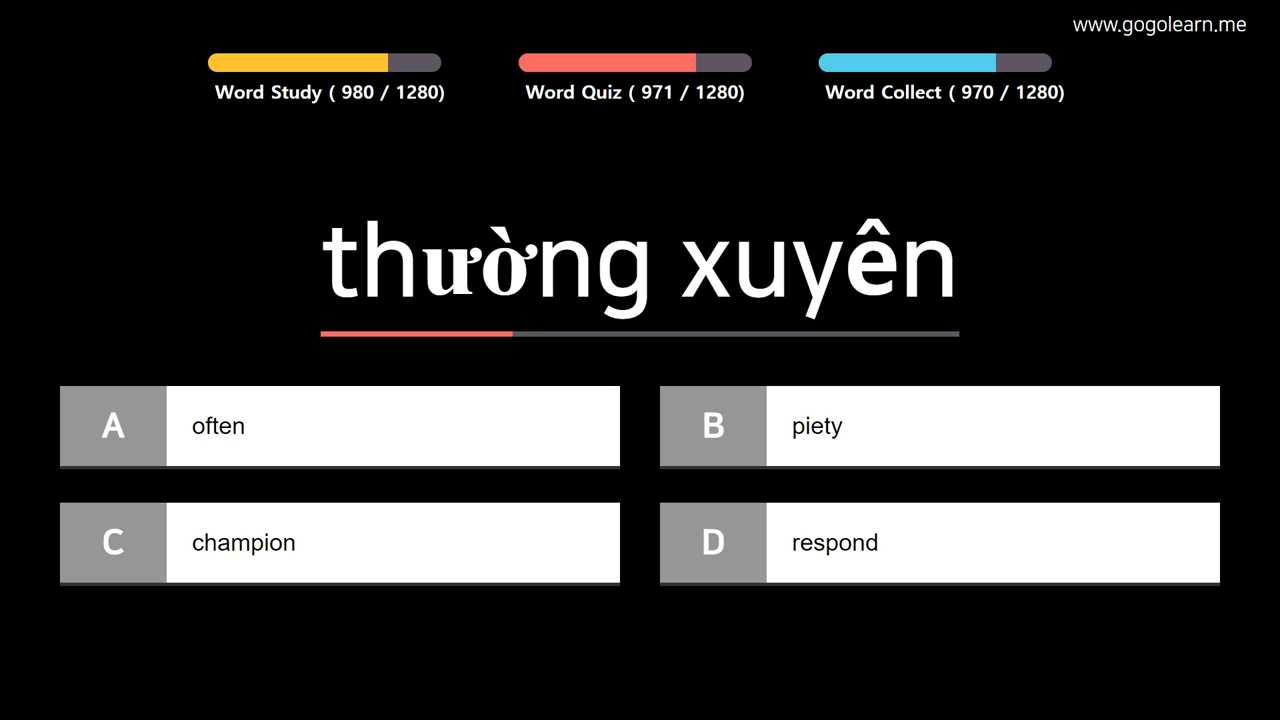 www.gogolearn.me
Word Study ( 980 / 1280)
Word Quiz ( 971 / 1280)
Word Collect ( 970 / 1280)
thường xuyên
A often
B piety
C champion
D respond